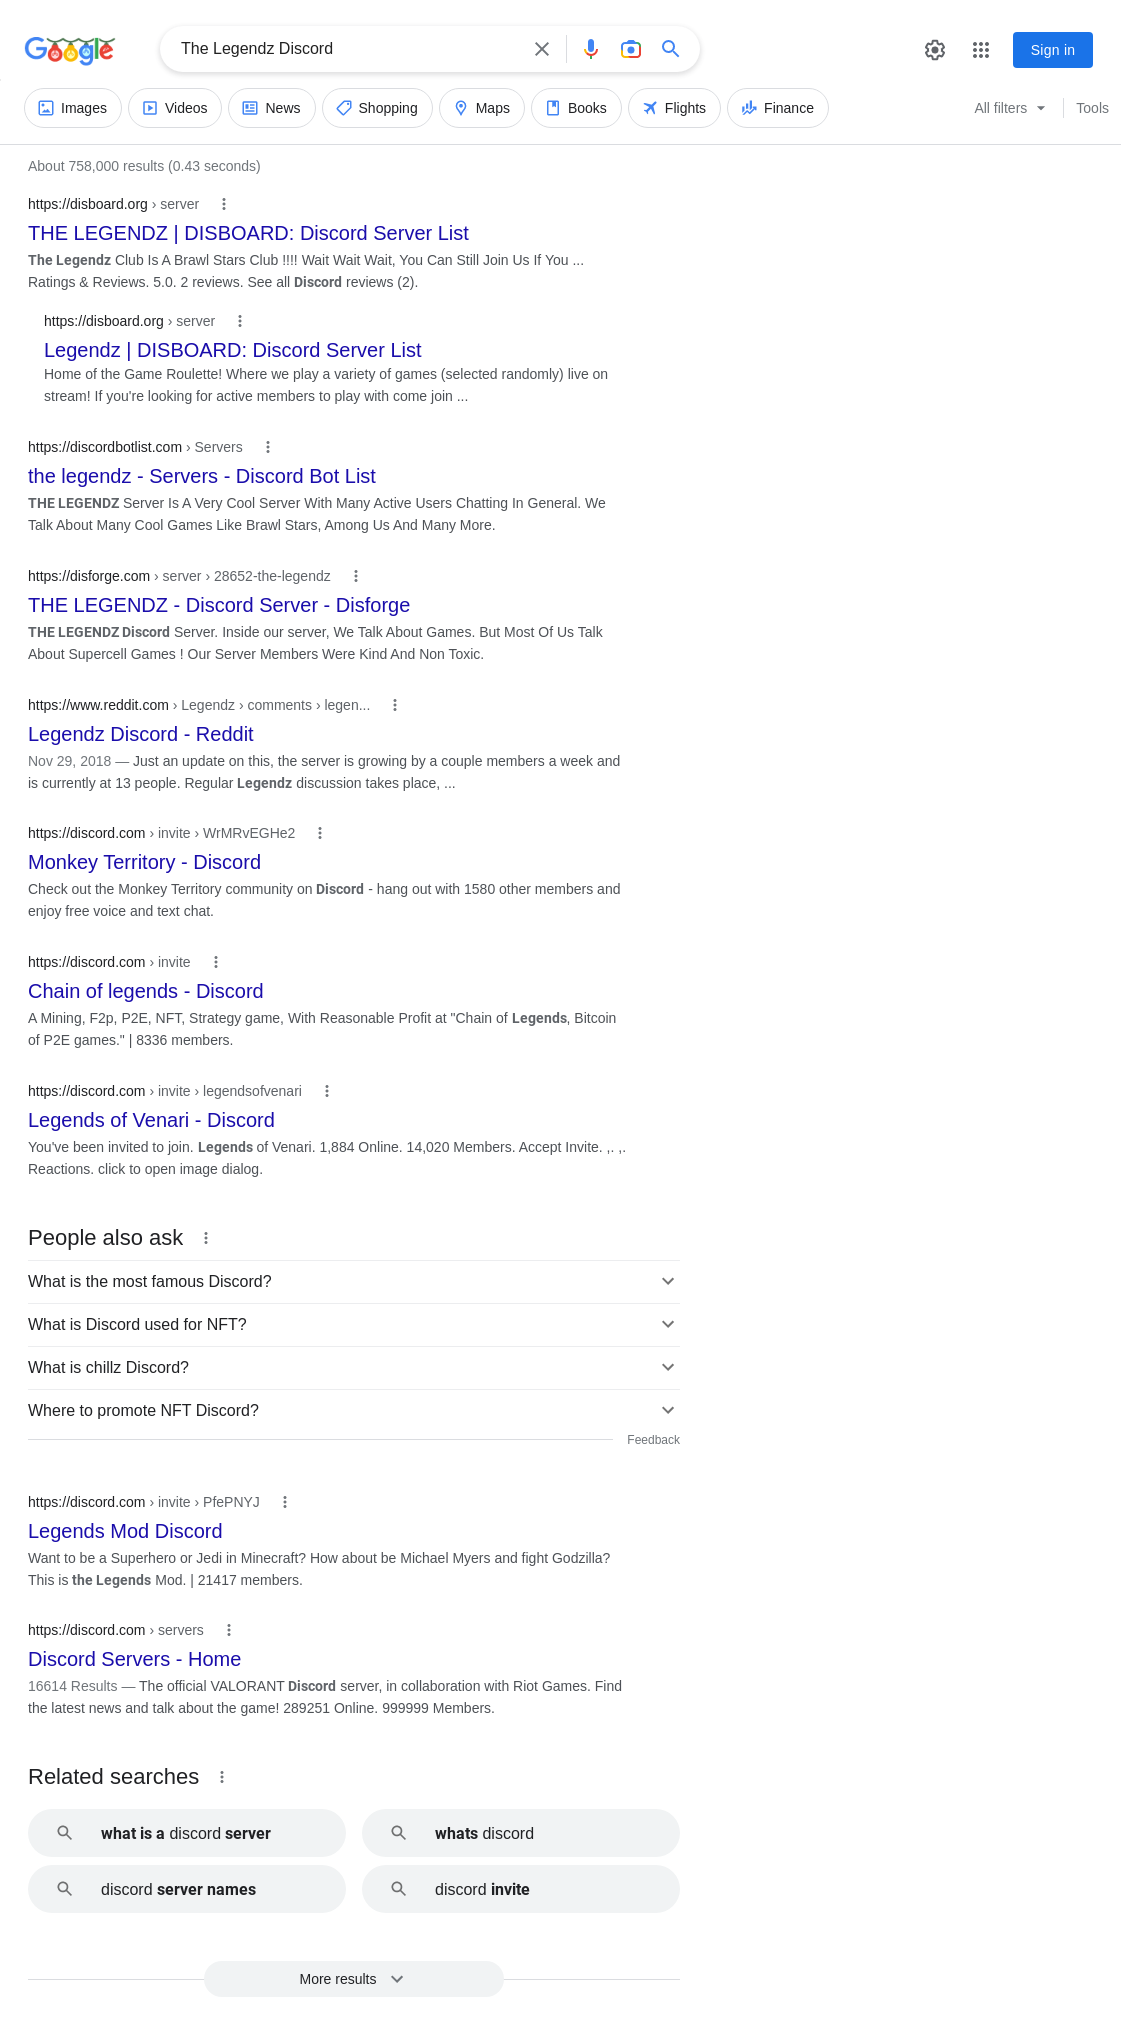 Google
The Legendz Discord
Sign in
Images
Videos
News
Shopping
Maps
Books
Flights
Finance
All filters
Tools
About 758,000 results (0.43 seconds)
https://disboard.org › server
THE LEGENDZ | DISBOARD: Discord Server List
The Legendz Club Is A Brawl Stars Club !!!! Wait Wait Wait, You Can Still Join Us If You ...
Ratings & Reviews. 5.0. 2 reviews. See all Discord reviews (2).
https://disboard.org › server
Legendz | DISBOARD: Discord Server List
Home of the Game Roulette! Where we play a variety of games (selected randomly) live on
stream! If you're looking for active members to play with come join ...
https://discordbotlist.com › Servers
the legendz - Servers - Discord Bot List
THE LEGENDZ Server Is A Very Cool Server With Many Active Users Chatting In General. We
Talk About Many Cool Games Like Brawl Stars, Among Us And Many More.
https://disforge.com › server › 28652-the-legendz
THE LEGENDZ - Discord Server - Disforge
THE LEGENDZ Discord Server. Inside our server, We Talk About Games. But Most Of Us Talk
About Supercell Games ! Our Server Members Were Kind And Non Toxic.
https://www.reddit.com › Legendz › comments › legen...
Legendz Discord - Reddit
Nov 29, 2018 — Just an update on this, the server is growing by a couple members a week and
is currently at 13 people. Regular Legendz discussion takes place, ...
https://discord.com › invite › WrMRvEGHe2
Monkey Territory - Discord
Check out the Monkey Territory community on Discord - hang out with 1580 other members and
enjoy free voice and text chat.
https://discord.com › invite
Chain of legends - Discord
A Mining, F2p, P2E, NFT, Strategy game, With Reasonable Profit at "Chain of Legends, Bitcoin
of P2E games." | 8336 members.
https://discord.com › invite › legendsofvenari
Legends of Venari - Discord
You've been invited to join. Legends of Venari. 1,884 Online. 14,020 Members. Accept Invite. ,. ,.
Reactions. click to open image dialog.
People also ask
What is the most famous Discord?
What is Discord used for NFT?
What is chillz Discord?
Where to promote NFT Discord?
Feedback
https://discord.com › invite › PfePNYJ
Legends Mod Discord
Want to be a Superhero or Jedi in Minecraft? How about be Michael Myers and fight Godzilla?
This is the Legends Mod. | 21417 members.
https://discord.com › servers
Discord Servers - Home
16614 Results — The official VALORANT Discord server, in collaboration with Riot Games. Find
the latest news and talk about the game! 289251 Online. 999999 Members.
Related searches
what is a discord server
whats discord
discord server names
discord invite
More results